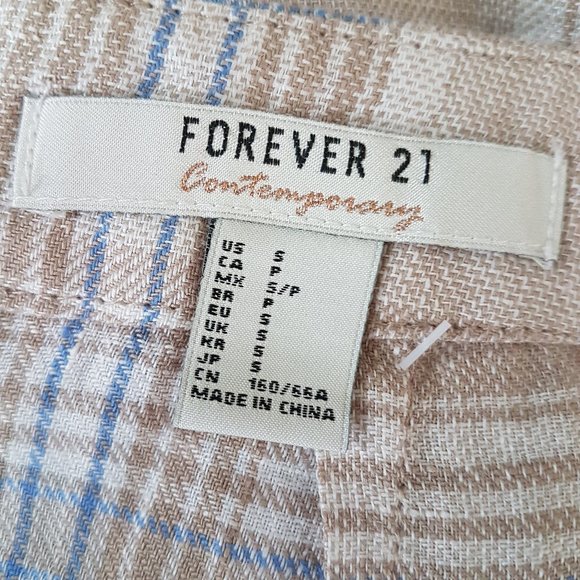 FOREVER 21
Contemporary
US S
CA P
MX S/P
BR P
EU S
UK S
KR S
JP S
CN 160/66A
MADE IN CHINA